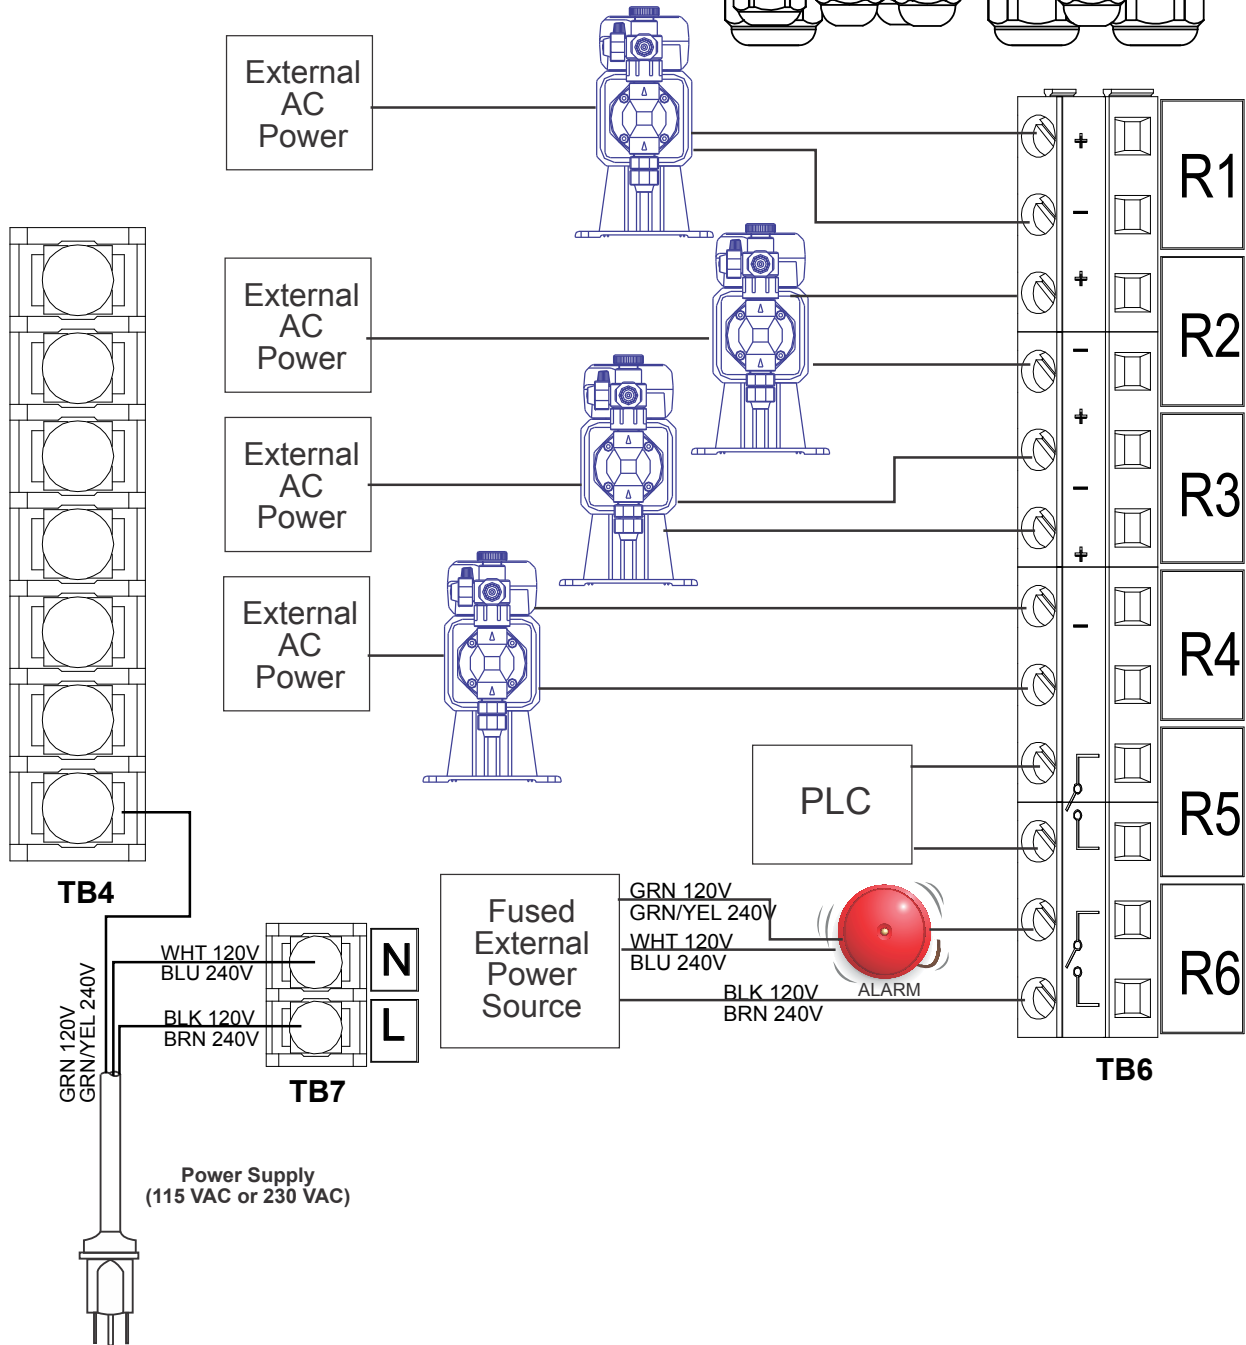 External
AC
Power
+
R1
−
External
AC
Power
+
R2
−
External
AC
Power
+
R3
−
External
AC
Power
+
R4
−
PLC
R5
TB4
Fused
External
Power
Source
GRN 120V
GRN/YEL 240V
WHT 120V
BLU 240V
BLK 120V
BRN 240V
ALARM
R6
TB6
WHT 120V
BLU 240V
N
BLK 120V
BRN 240V
L
TB7
GRN 120V
GRN/YEL 240V
Power Supply
(115 VAC or 230 VAC)